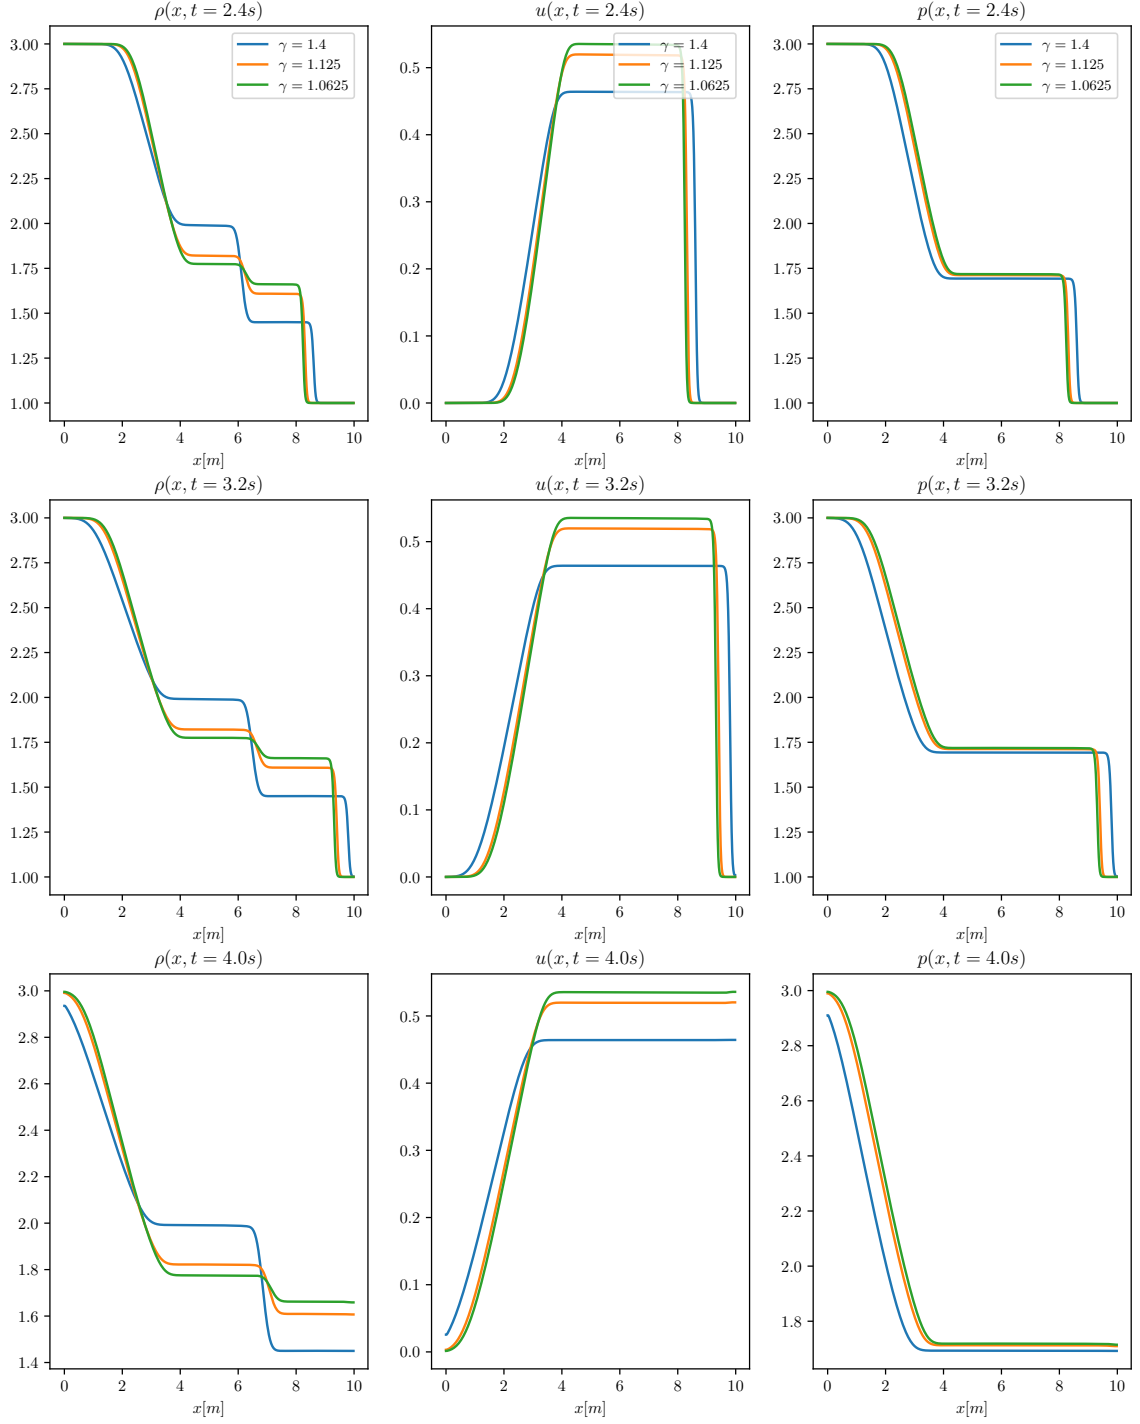 ρ(x, t = 2.4s)
3.00
2.75
2.50
2.25
2.00
1.75
1.50
1.25
1.00
γ = 1.4
γ = 1.125
γ = 1.0625
0 2 4 6 8 10
x[m]
u(x, t = 2.4s)
0.5
0.4
0.3
0.2
0.1
0.0
γ = 1.4
γ = 1.125
γ = 1.0625
0 2 4 6 8 10
x[m]
p(x, t = 2.4s)
3.00
2.75
2.50
2.25
2.00
1.75
1.50
1.25
1.00
γ = 1.4
γ = 1.125
γ = 1.0625
0 2 4 6 8 10
x[m]
ρ(x, t = 3.2s)
3.00
2.75
2.50
2.25
2.00
1.75
1.50
1.25
1.00
0 2 4 6 8 10
x[m]
u(x, t = 3.2s)
0.5
0.4
0.3
0.2
0.1
0.0
0 2 4 6 8 10
x[m]
p(x, t = 3.2s)
3.00
2.75
2.50
2.25
2.00
1.75
1.50
1.25
1.00
0 2 4 6 8 10
x[m]
ρ(x, t = 4.0s)
3.0
2.8
2.6
2.4
2.2
2.0
1.8
1.6
1.4
0 2 4 6 8 10
x[m]
u(x, t = 4.0s)
0.5
0.4
0.3
0.2
0.1
0.0
0 2 4 6 8 10
x[m]
p(x, t = 4.0s)
3.0
2.8
2.6
2.4
2.2
2.0
1.8
0 2 4 6 8 10
x[m]